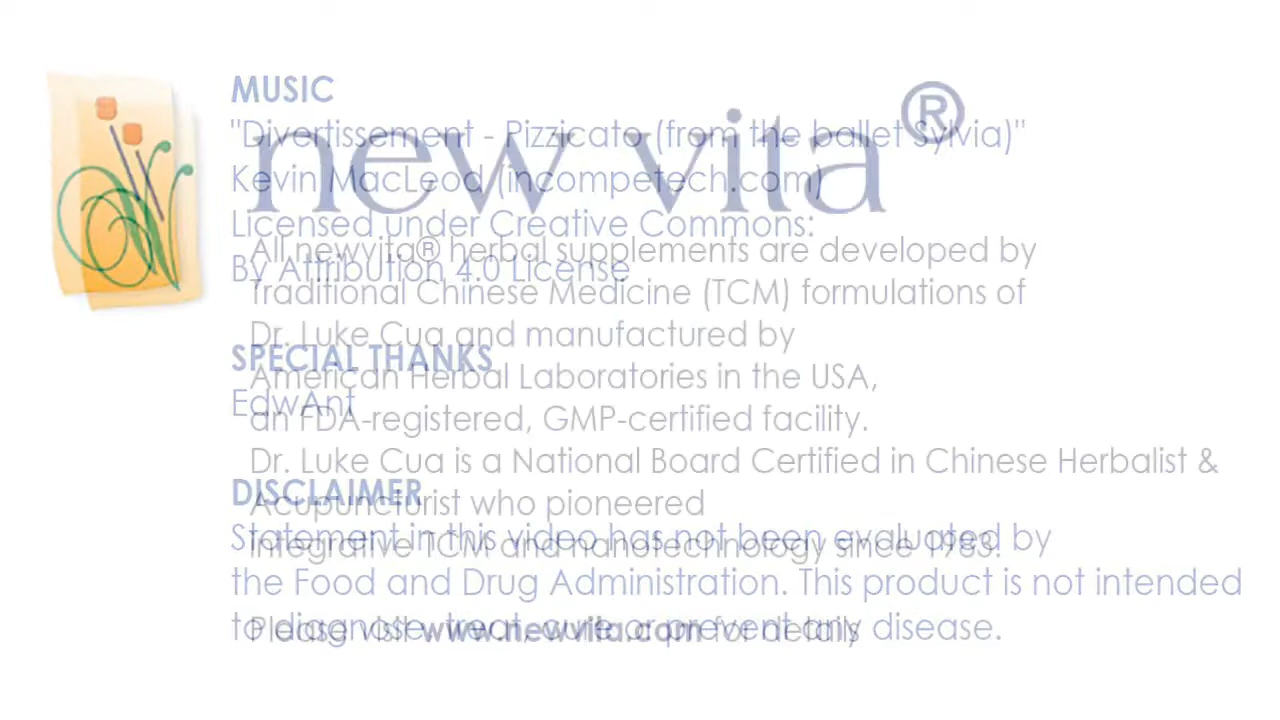 new vita®
All newvita® herbal supplements are developed by
Traditional Chinese Medicine (TCM) formulations of
Dr. Luke Cua and manufactured by
American Herbal Laboratories in the USA,
an FDA-registered, GMP-certified facility.
Dr. Luke Cua is a National Board Certified in Chinese Herbalist &
Acupuncturist who pioneered
integrative TCM and nanotechnology since 1983.
Please visit www.newvita.com for details
MUSIC
"Divertissement - Pizzicato (from the ballet Sylvia)"
Kevin MacLeod (incompetech.com)
Licensed under Creative Commons:
By Attribution 4.0 License
SPECIAL THANKS
EdwAnt
DISCLAIMER
Statement in this video has not been evaluated by
the Food and Drug Administration. This product is not intended
to diagnose, treat, cure or prevent any disease.